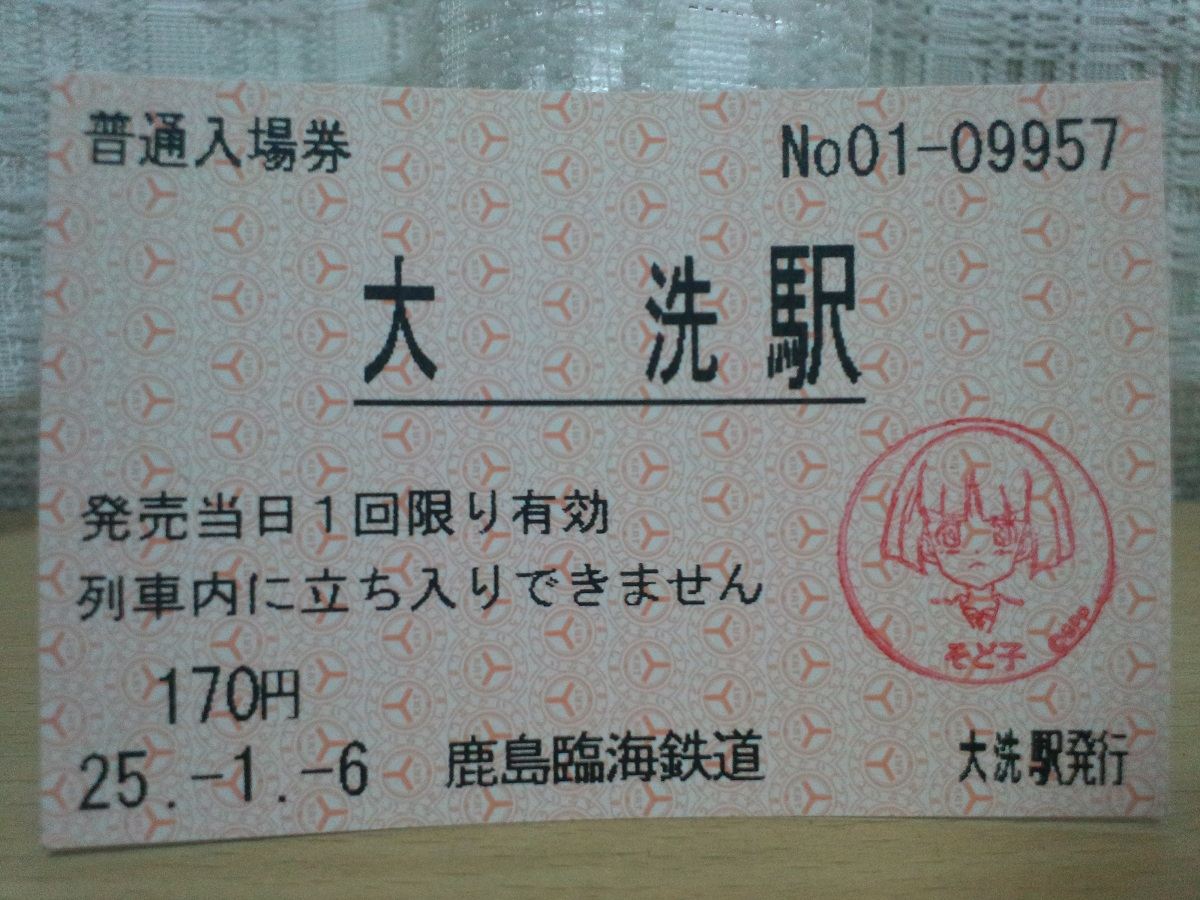 普通入場券 No01-09957
大洗駅
発売当日1回限り有効
列車内に立ち入りできません
そど子
©GPP
170円
25.-1.-6 鹿島臨海鉄道 大洗駅発行